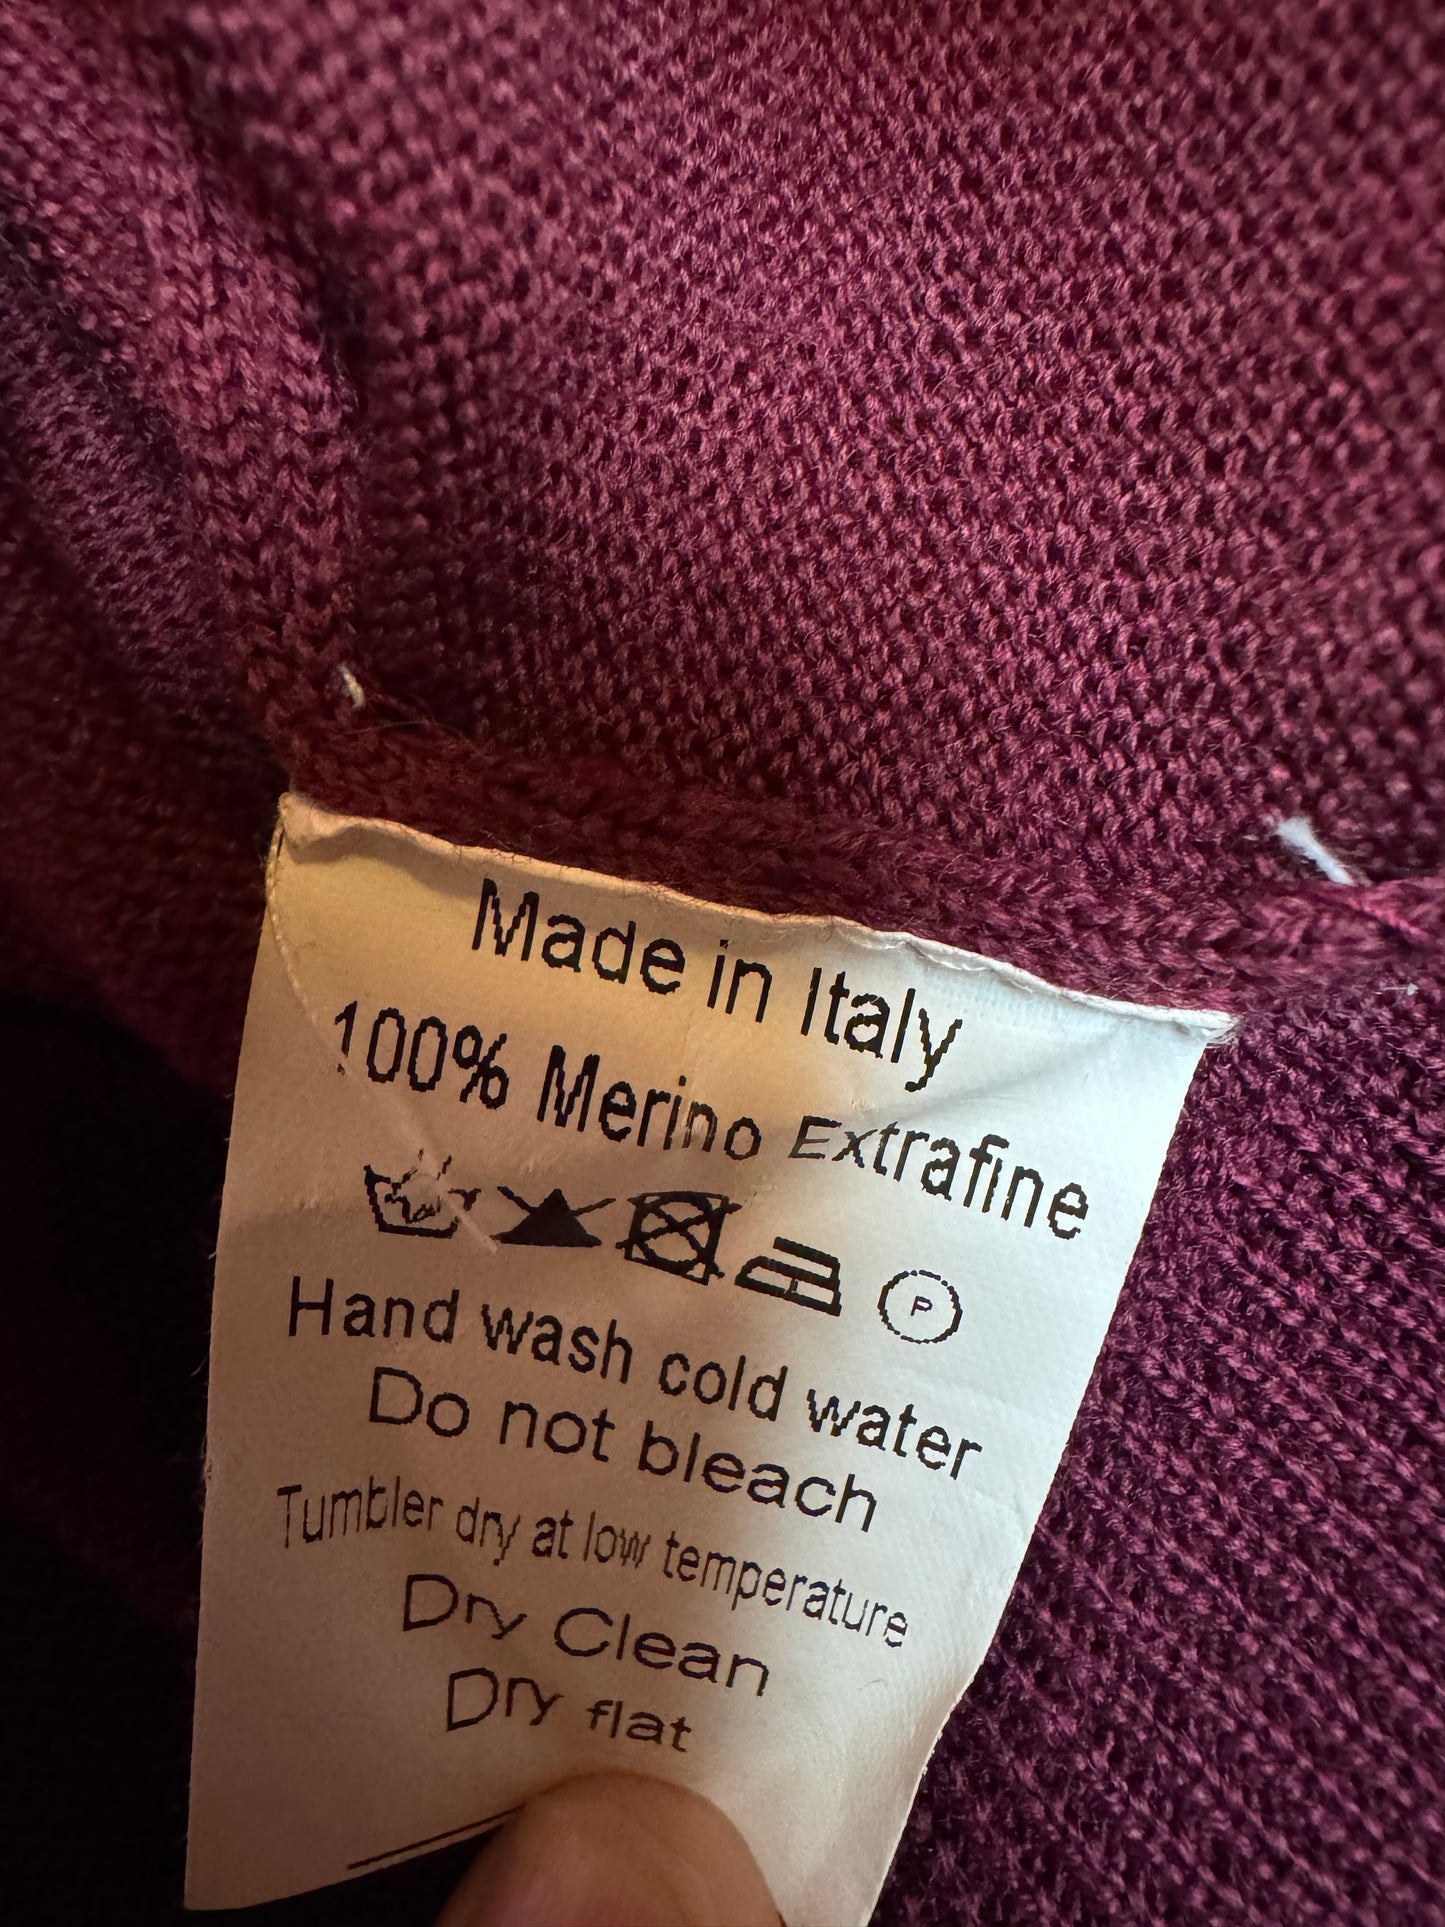 Made in Italy
100% Merino Extrafine
P
Hand wash cold water
Do not bleach
Tumbler dry at low temperature
Dry Clean
Dry flat